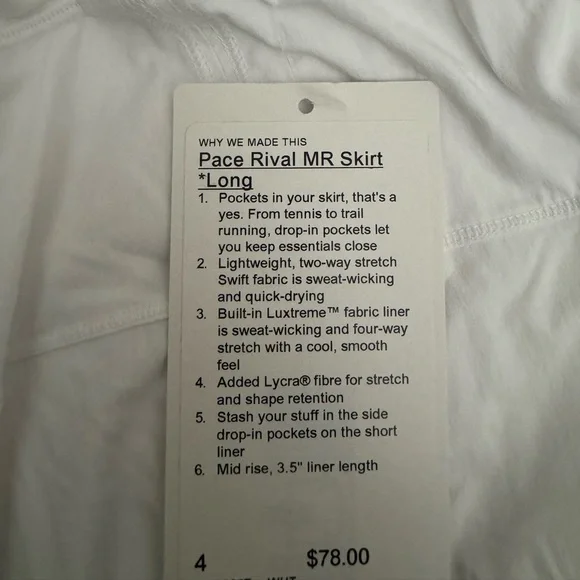 WHY WE MADE THIS
Pace Rival MR Skirt
*Long
1. Pockets in your skirt, that's a
yes. From tennis to trail
running, drop-in pockets let
you keep essentials close
2. Lightweight, two-way stretch
Swift fabric is sweat-wicking
and quick-drying
3. Built-in Luxtreme™ fabric liner
is sweat-wicking and four-way
stretch with a cool, smooth
feel
4. Added Lycra® fibre for stretch
and shape retention
5. Stash your stuff in the side
drop-in pockets on the short
liner
6. Mid rise, 3.5" liner length
4 $78.00